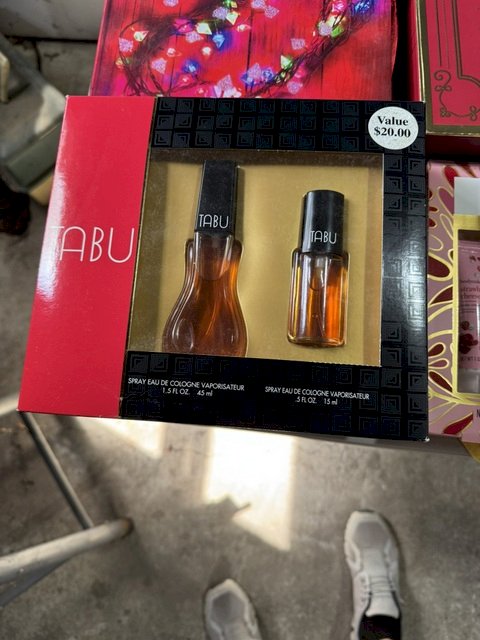 Value
$20.00
TABU
TABU
TABU
SPRAY EAU DE COLOGNE VAPORISATEUR
1.5 FL OZ. 45 ml
SPRAY EAU DE COLOGNE VAPORISATEUR
.5 FL OZ. 15 ml